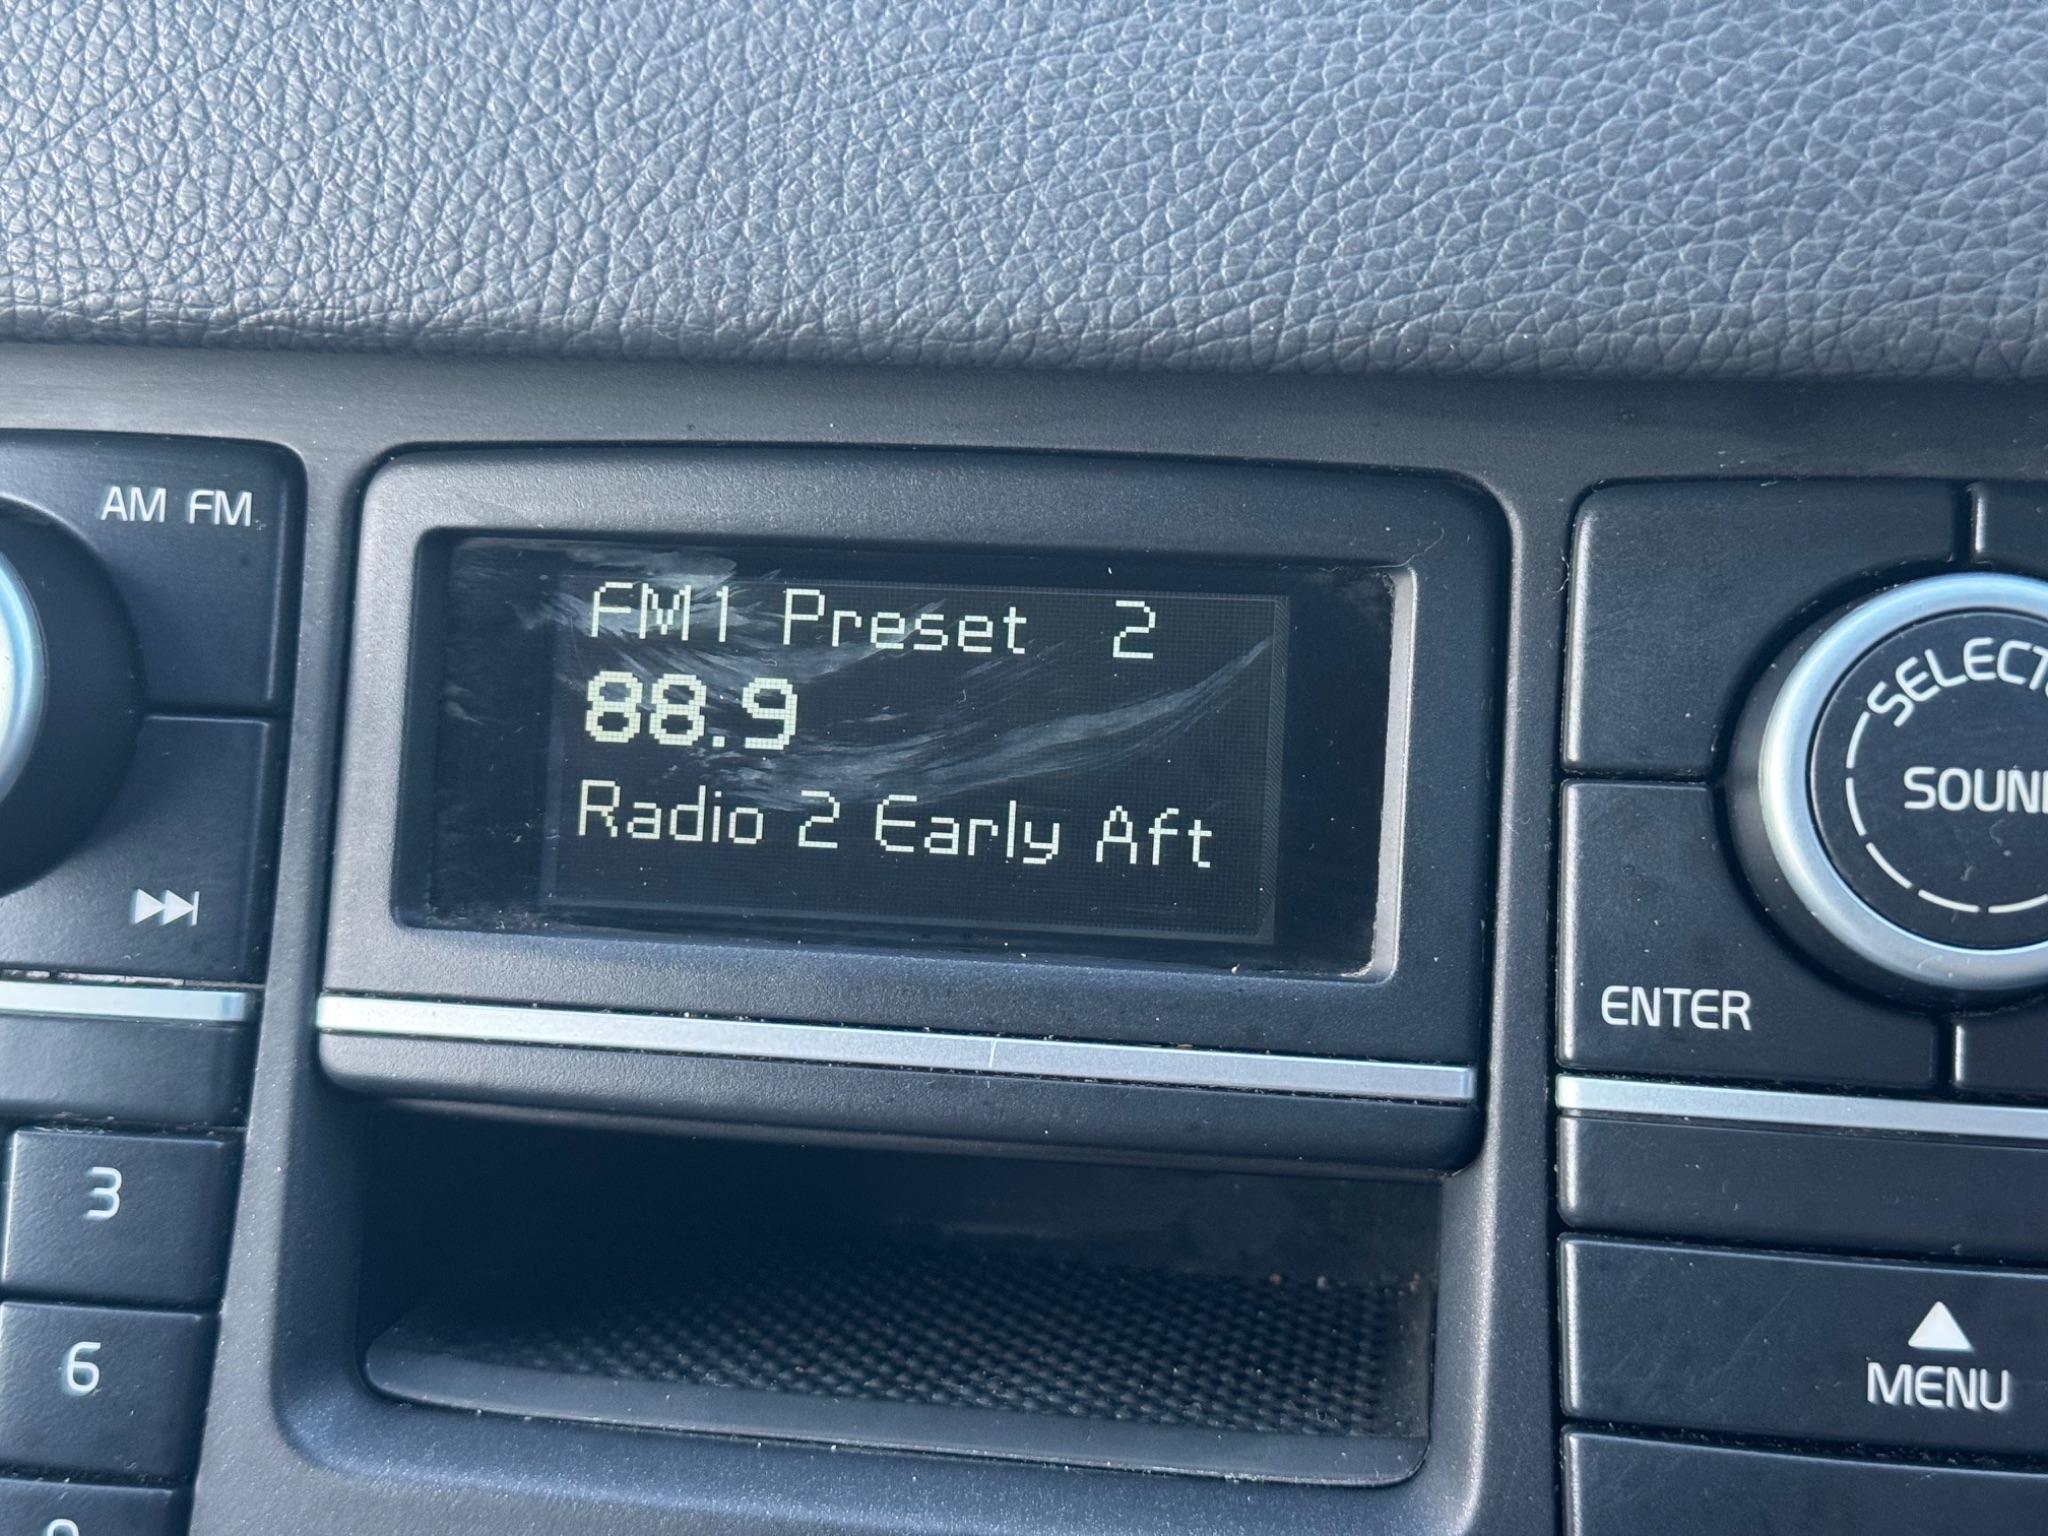 AM FM
FM1 Preset 2
88.9
Radio 2 Early Aft
SOUN
ENTER
3
6
MENU